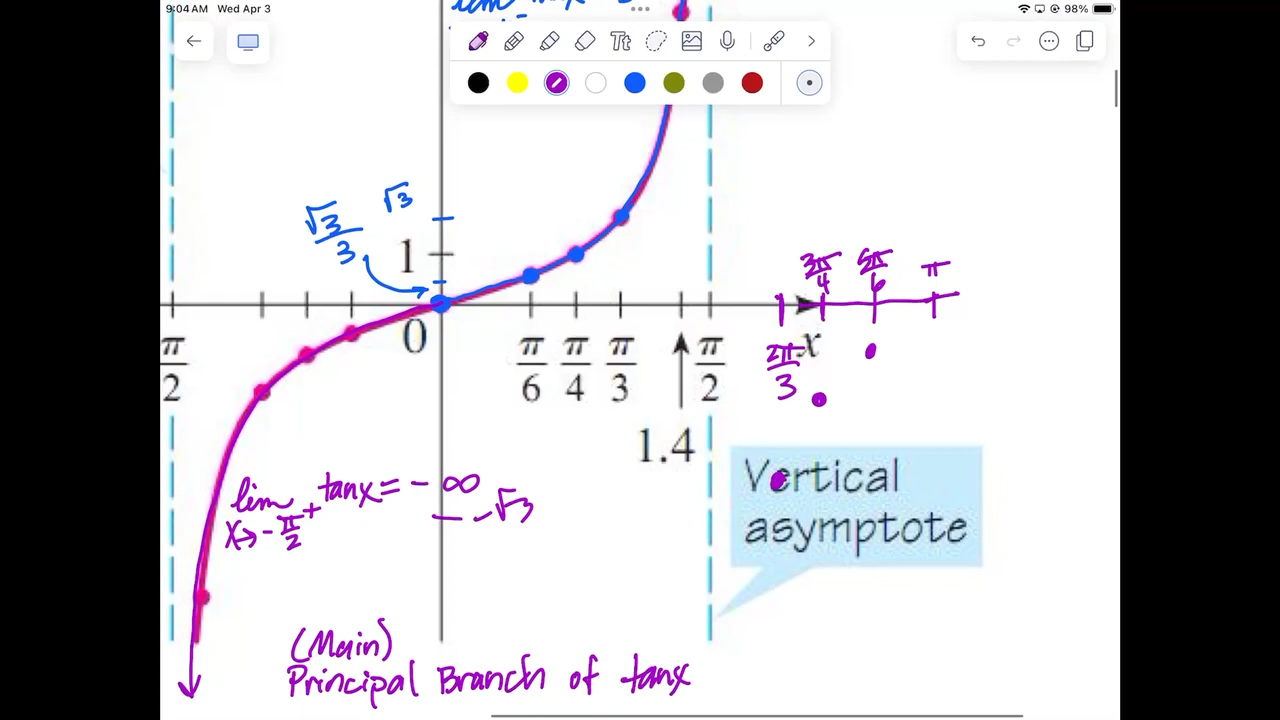 9:04 AM Wed Apr 3
98%
Tt
√3
√3/3
1
3π/4 5π/6 π
0
π/2
π/6 π/4 π/3 π/2
2π/3
x
1.4
Vertical
asymptote
lim x→-π/2+ tanx = -∞
-√3
(Main)
Principal Branch of tanx